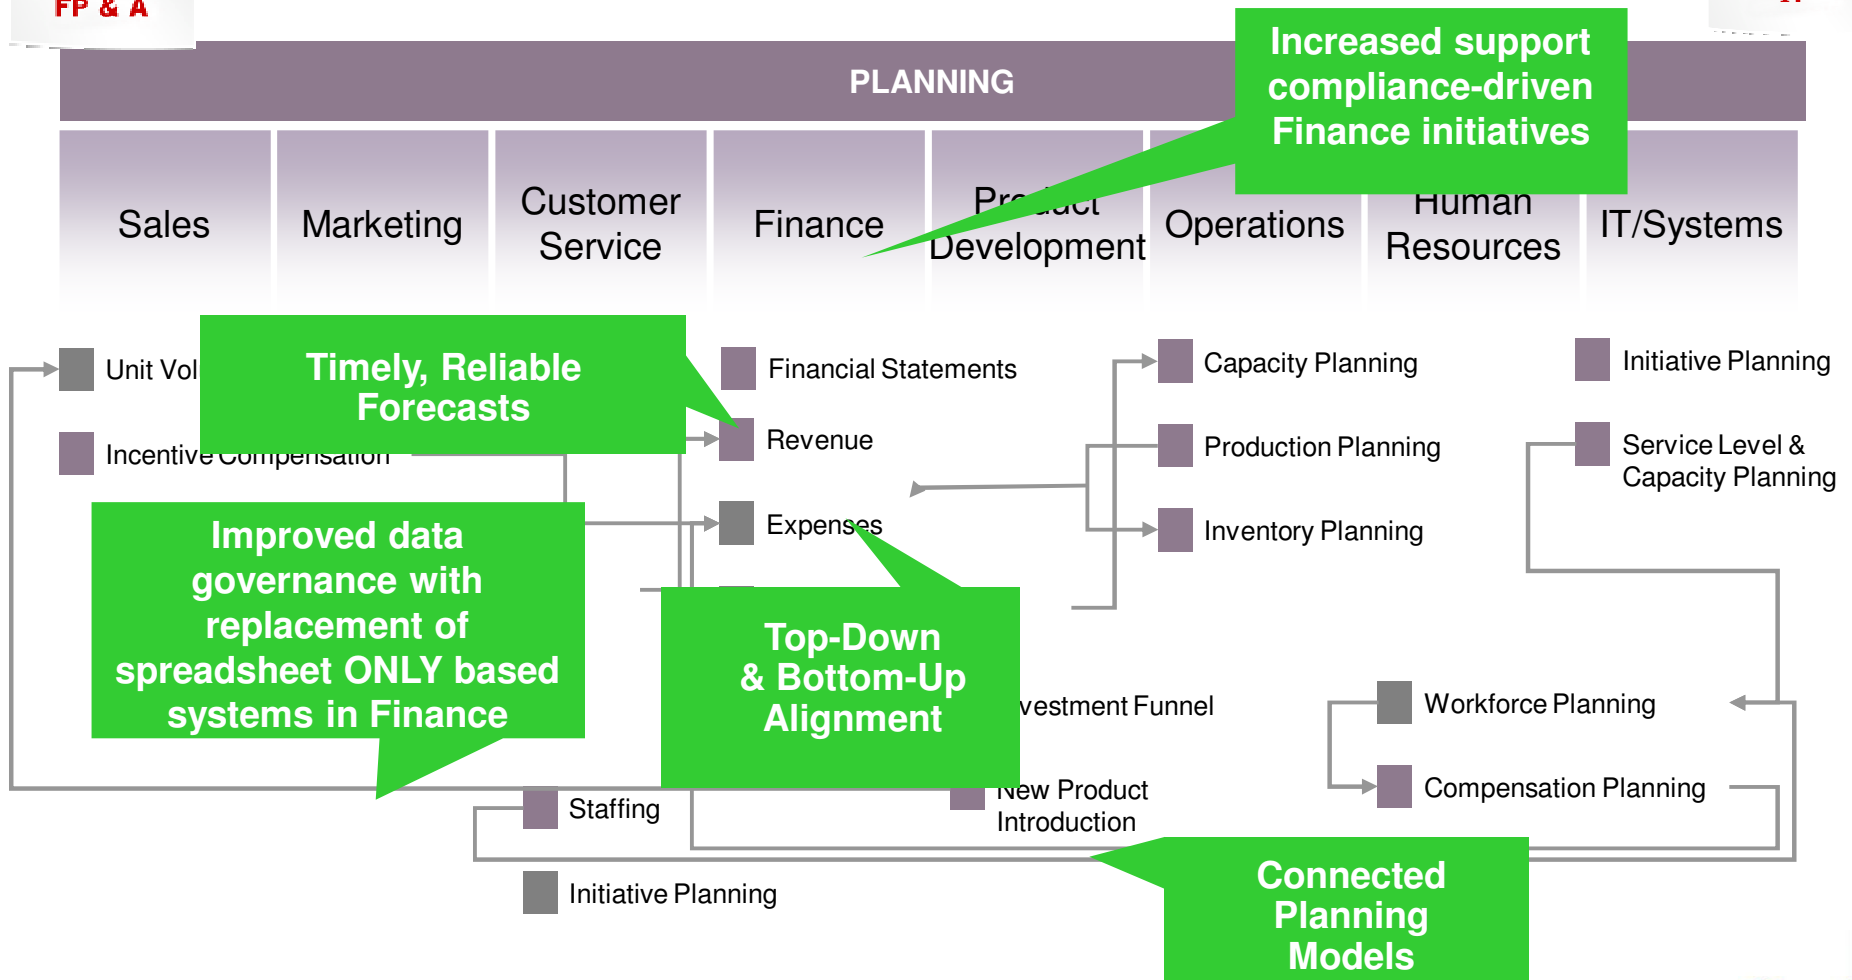 FP & A
PLANNING
Increased support
compliance-driven
Finance initiatives
Sales
Marketing
Customer
Service
Finance
Product
Development
Operations
Human
Resources
IT/Systems
Unit
Timely, Reliable
Forecasts
Financial Statements
Capacity Planning
Initiative Planning
Incentive Compensation
Revenue
Production Planning
Service Level &
Capacity Planning
Expenses
Inventory Planning
Improved data
governance with
replacement of
spreadsheet ONLY based
systems in Finance
Top-Down
& Bottom-Up
Alignment
Funnel
Workforce Planning
Compensation Planning
Staffing
New Product
Introduction
Initiative Planning
Connected
Planning
Models